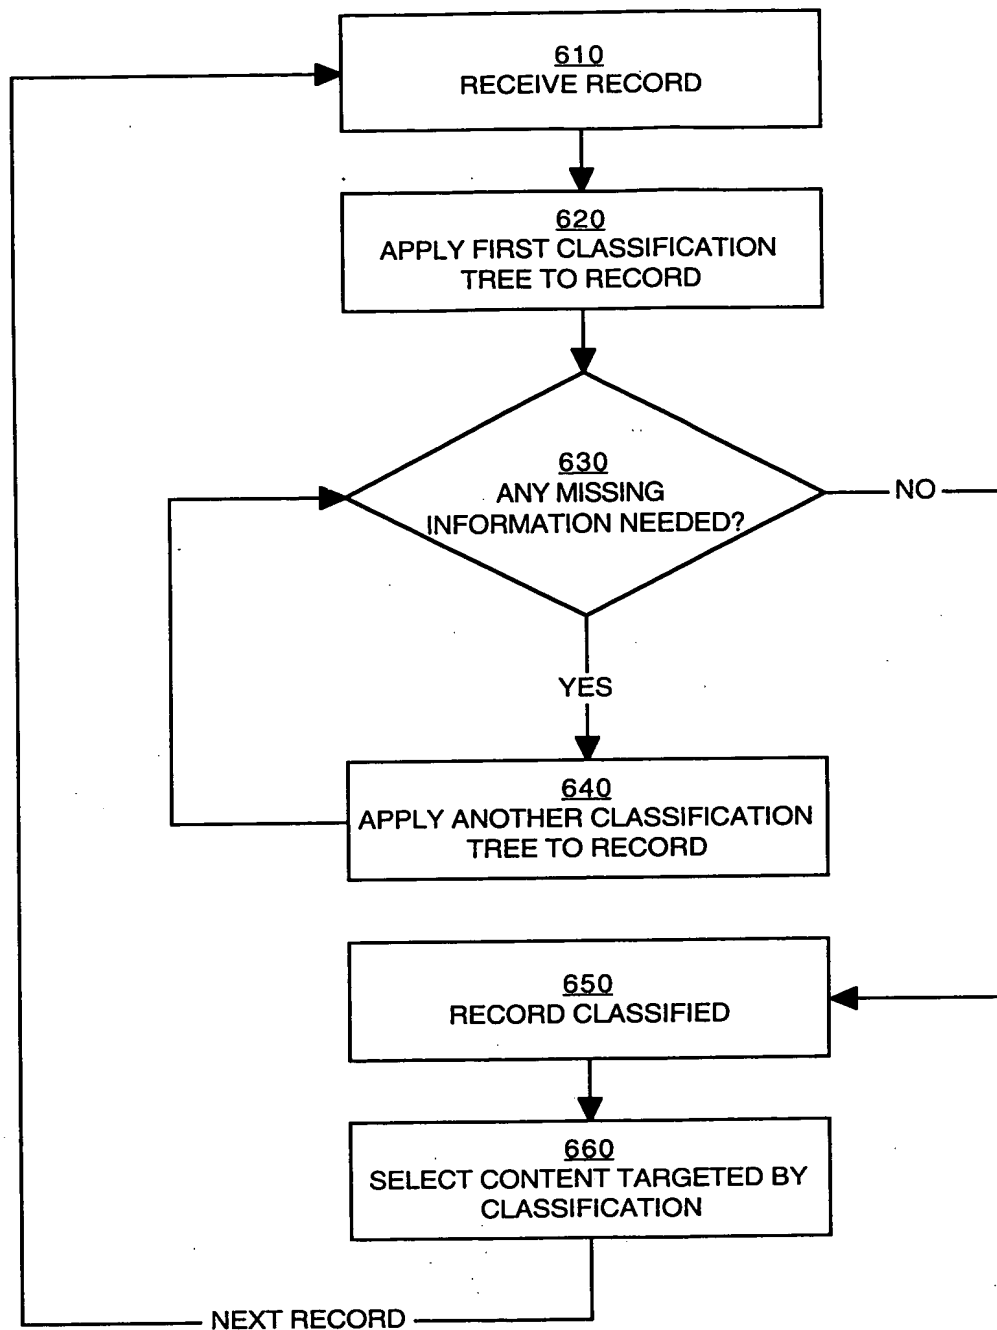 610
RECEIVE RECORD
620
APPLY FIRST CLASSIFICATION
TREE TO RECORD
630
ANY MISSING
INFORMATION NEEDED?
NO
YES
640
APPLY ANOTHER CLASSIFICATION
TREE TO RECORD
650
RECORD CLASSIFIED
660
SELECT CONTENT TARGETED BY
CLASSIFICATION
NEXT RECORD